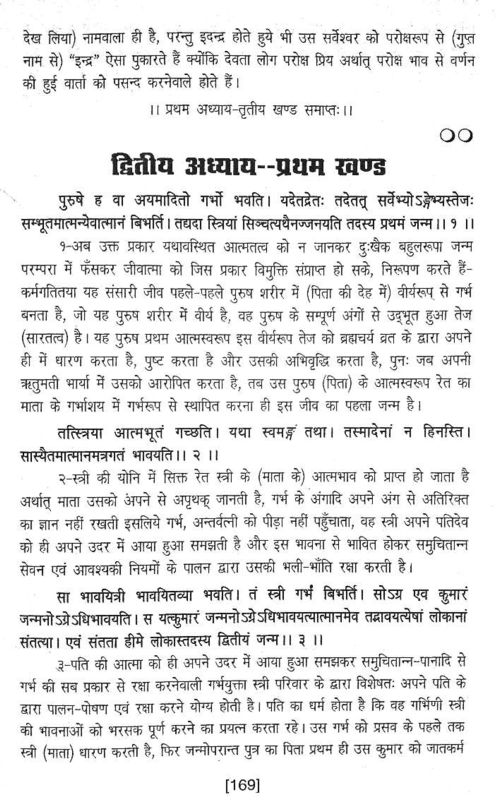 देख लिया) नामवाला ही है, परन्तु इदन्द्र होते हुये भी उस सर्वेश्वर को परोक्षरूप से (गुप्त
नाम से) “इन्द्र” ऐसा पुकारते हैं क्योंकि देवता लोग परोक्ष प्रिय अर्थात् परोक्ष भाव से वर्णन
की हुई वार्ता को पसन्द करनेवाले होते हैं।
।। प्रथम अध्याय-तृतीय खण्ड समाप्तः।।
द्वितीय अध्याय--प्रथम खण्ड
पुरुषे ह वा अयमादितो गर्भो भवति। यदेतद्रेतः तदेतत् सर्वेभ्योऽङ्गेभ्यस्तेजः
सम्भूतमात्मन्येवात्मानं बिभर्ति। तद्यदा स्त्रियां सिञ्चत्यथैनज्जनयति तदस्य प्रथमं जन्म।। १ ।।
१-अब उक्त प्रकार यथावस्थित आत्मतत्व को न जानकर दुःखैक बहुलरूपा जन्म
परम्परा में फँसकर जीवात्मा को जिस प्रकार विमुक्ति संप्राप्त हो सके, निरूपण करते हैं-
कर्मगतितया यह संसारी जीव पहले-पहले पुरुष शरीर में (पिता की देह में) वीर्यरूप् से गर्भ
बनता है, जो यह पुरुष शरीर में वीर्य है, वह पुरुष के सम्पूर्ण अंगों से उद्भूत हुआ तेज
(सारतत्व) है। यह पुरुष प्रथम आत्मस्वरूप इस वीर्यरूप तेज को ब्रह्मचर्य व्रत के द्वारा अपने
ही में धारण करता है, पुष्ट करता है और उसकी अभिवृद्धि करता है, पुनः जब अपनी
ऋतुमती भार्या में उसको आरोपित करता है, तब उस पुरुष (पिता) के आत्मस्वरूप रेत का
माता के गर्भाशय में गर्भरूप से स्थापित करना ही इस जीव का पहला जन्म है।
तत्स्त्रिया आत्मभूतं गच्छति। यथा स्वमङ्गं तथा। तस्मादेनां न हिनस्ति।
सास्यैतमात्मानमत्रगतं भावयति।। २ ।।
२-स्त्री की योनि में सिक्त रेत स्त्री के (माता के) आत्मभाव को प्राप्त हो जाता है
अर्थात् माता उसको अपने से अपृथक् जानती है, गर्भ के अंगादि अपने अंग से अतिरिक्त
का ज्ञान नहीं रखती इसलिये गर्भ, अन्तर्वत्नी को पीड़ा नहीं पहुँचाता, वह स्त्री अपने पतिदेव
को ही अपने उदर में आया हुआ समझती है और इस भावना से भावित होकर समुचितान्न
सेवन एवं आवश्यकी नियमों के पालन द्वारा उसकी भली-भाँति रक्षा करती है।
सा भावयित्री भावयितव्या भवति। तं स्त्री गर्भं बिभर्ति। सोऽग्र एव कुमारं
जन्मनोऽग्रेऽधिभावयति। स यत्कुमारं जन्मनोऽग्रेऽधिभावयत्यात्मानमेव तद्भावयत्येषां लोकानां
संतत्या। एवं संतता हीमे लोकास्तदस्य द्वितीयं जन्म।। ३ ।।
३-पति की आत्मा को ही अपने उदर में आया हुआ समझकर समुचितान्न-पानादि से
गर्भ की सब प्रकार से रक्षा करनेवाली गर्भयुक्ता स्त्री परिवार के द्वारा विशेषतः अपने पति के
द्वारा पालन-पोषण एवं रक्षा करने योग्य होती है। पति का धर्म होता है कि वह गर्भिणी स्त्री
की भावनाओं को भरसक पूर्ण करने का प्रयत्न करता रहे। उस गर्भ को प्रसव के पहले तक
स्त्री (माता) धारण करती है, फिर जन्मोपरान्त पुत्र का पिता प्रथम ही उस कुमार को जातकर्म
[169]